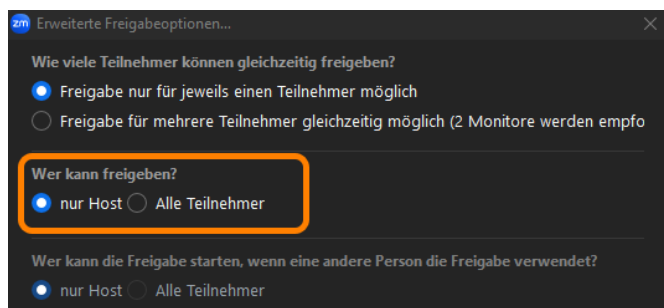 zm Erweiterte Freigabeoptionen...
Wie viele Teilnehmer können gleichzeitig freigeben?
Freigabe nur für jeweils einen Teilnehmer möglich
Freigabe für mehrere Teilnehmer gleichzeitig möglich (2 Monitore werden empfo
Wer kann freigeben?
nur Host Alle Teilnehmer
Wer kann die Freigabe starten, wenn eine andere Person die Freigabe verwendet?
nur Host Alle Teilnehmer